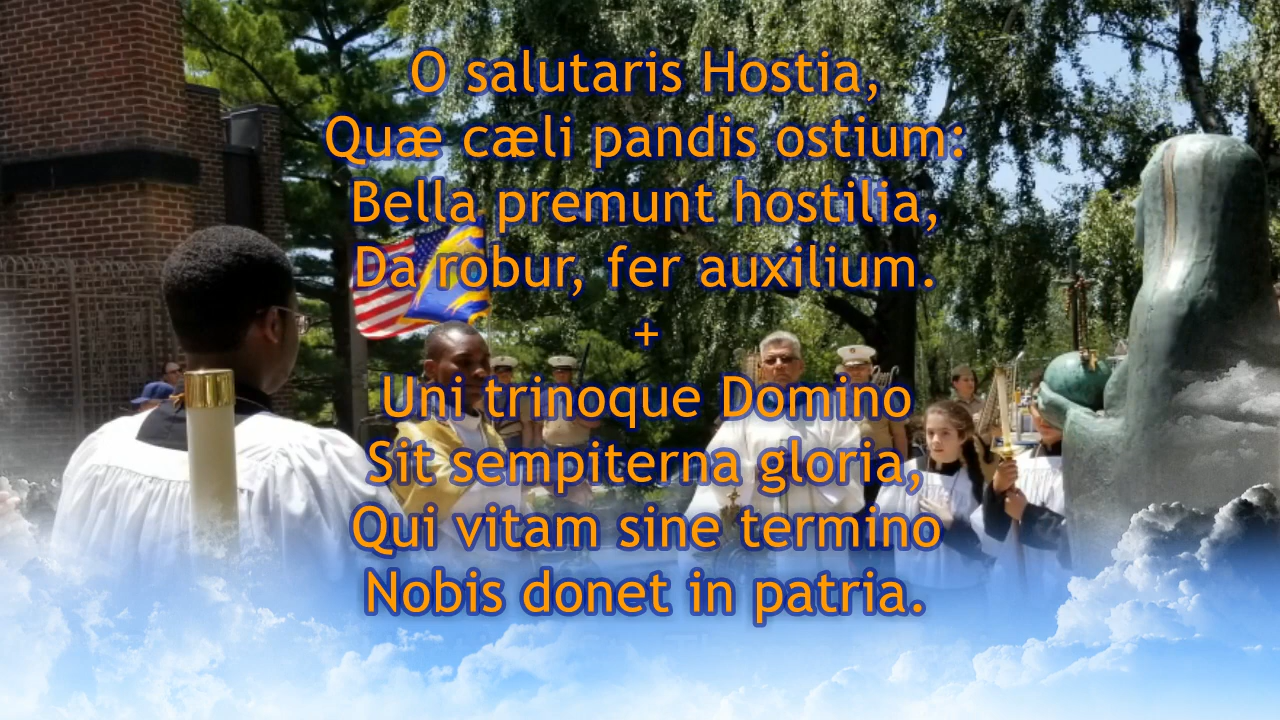 O salutaris Hostia,
Quæ cæli pandis ostium:
Bella premunt hostilia,
Da robur, fer auxilium.
+
Uni trinoque Domino
Sit sempiterna gloria,
Qui vitam sine termino
Nobis donet in patria.